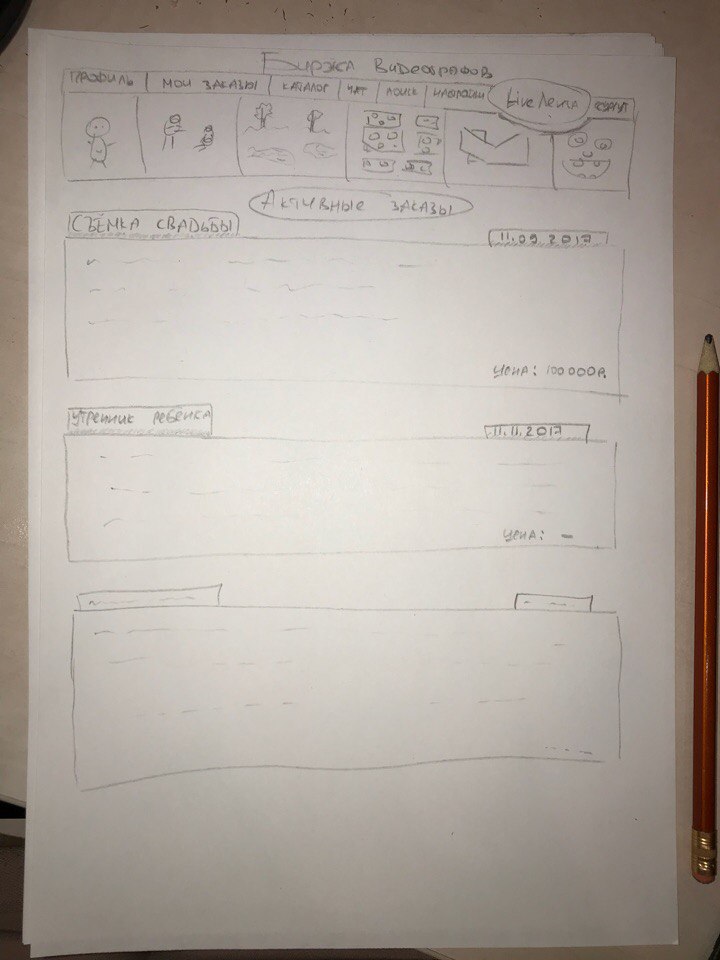 Биржа видеографов
ПРОФИЛЬ МОИ ЗАКАЗЫ КАТАЛОГ ЧАТ ПОИСК НАСТРОЙКИ Live Лента
АКТИВНЫЕ ЗАКАЗЫ
СЪЁМКА СВАДЬБЫ
11.09.2017
ЦЕНА: 100000Р.
УТРЕННИК РЕБЕНКА
11.11.2017
ЦЕНА: —